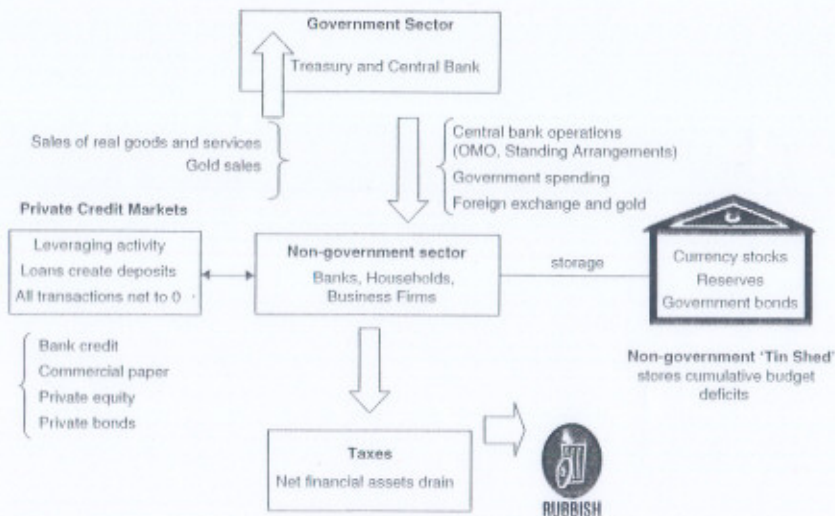 Government Sector
Treasury and Central Bank
Sales of real goods and services
Gold sales
Central bank operations
(OMO, Standing Arrangements)
Government spending
Foreign exchange and gold
Private Credit Markets
Leveraging activity
Loans create deposits
All transactions net to 0
Non-government sector
Banks, Households,
Business Firms
storage
Currency stocks
Reserves
Government bonds
Non-government 'Tin Shed'
stores cumulative budget
deficits
Bank credit
Commercial paper
Private equity
Private bonds
Taxes
Net financial assets drain
RUBBISH